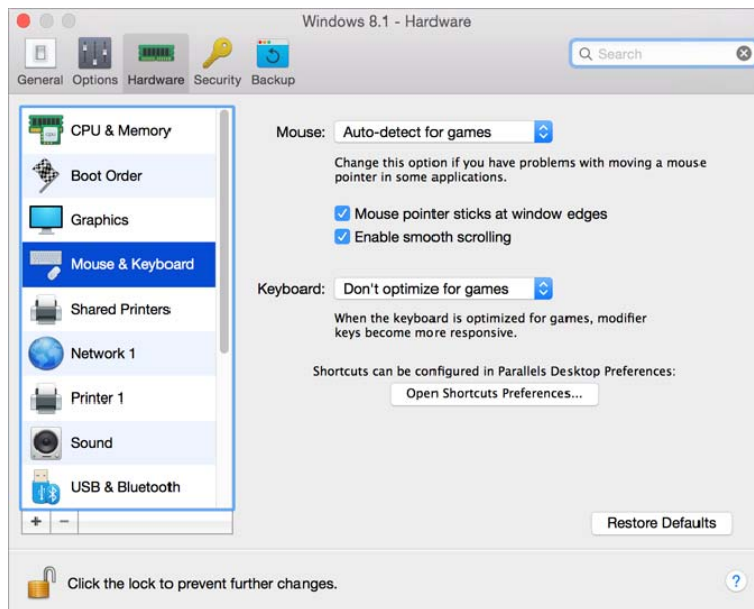 Windows 8.1 - Hardware
General Options Hardware Security Backup
Search
CPU & Memory
Boot Order
Graphics
Mouse & Keyboard
Shared Printers
Network 1
Printer 1
Sound
USB & Bluetooth
+ −
Mouse: Auto-detect for games
Change this option if you have problems with moving a mouse
pointer in some applications.
Mouse pointer sticks at window edges
Enable smooth scrolling
Keyboard: Don't optimize for games
When the keyboard is optimized for games, modifier
keys become more responsive.
Shortcuts can be configured in Parallels Desktop Preferences:
Open Shortcuts Preferences...
Restore Defaults
Click the lock to prevent further changes.
?